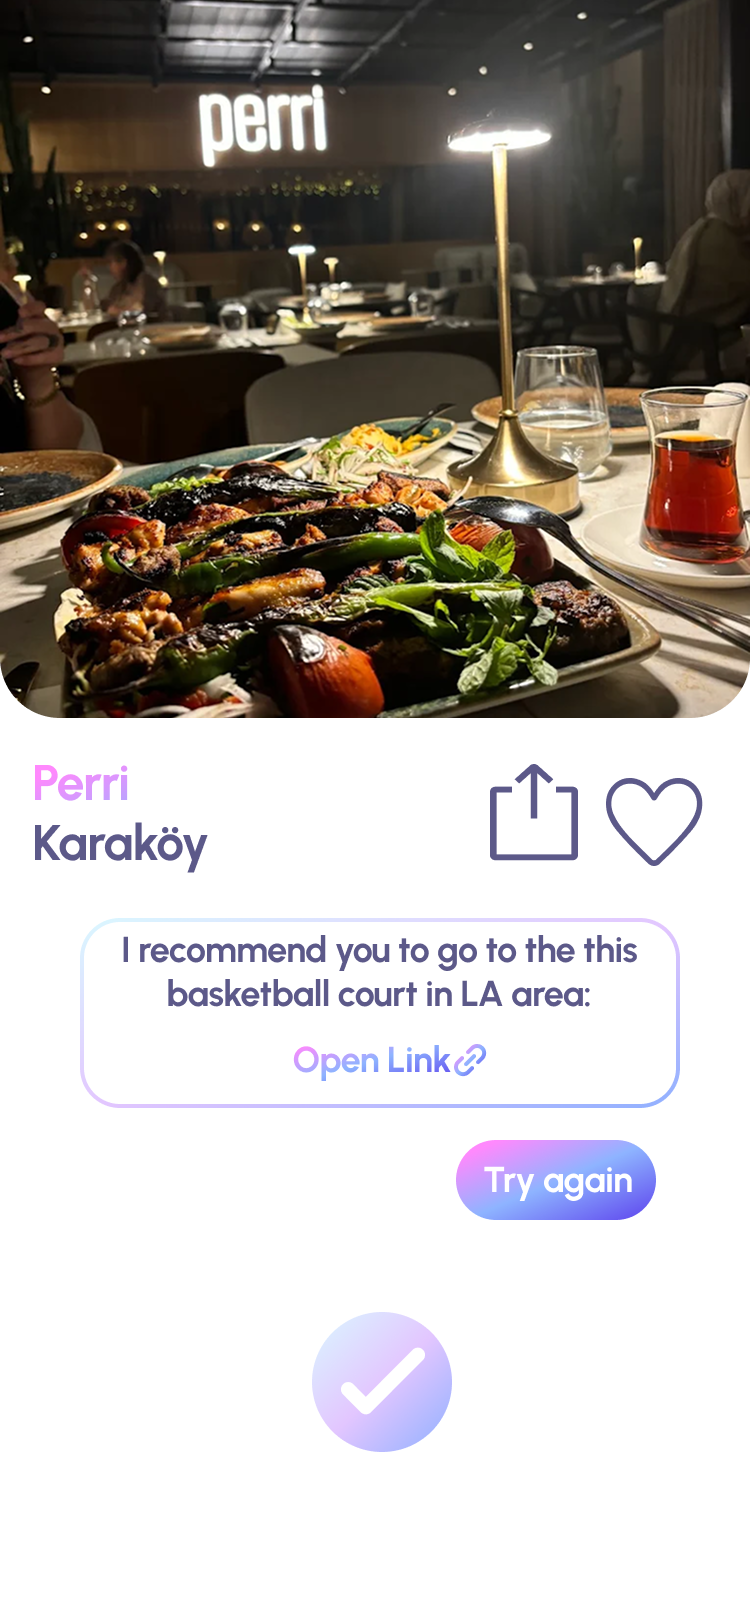 perri
Perri
Karaköy
I recommend you to go to the this
basketball court in LA area:
Open Link
Try again